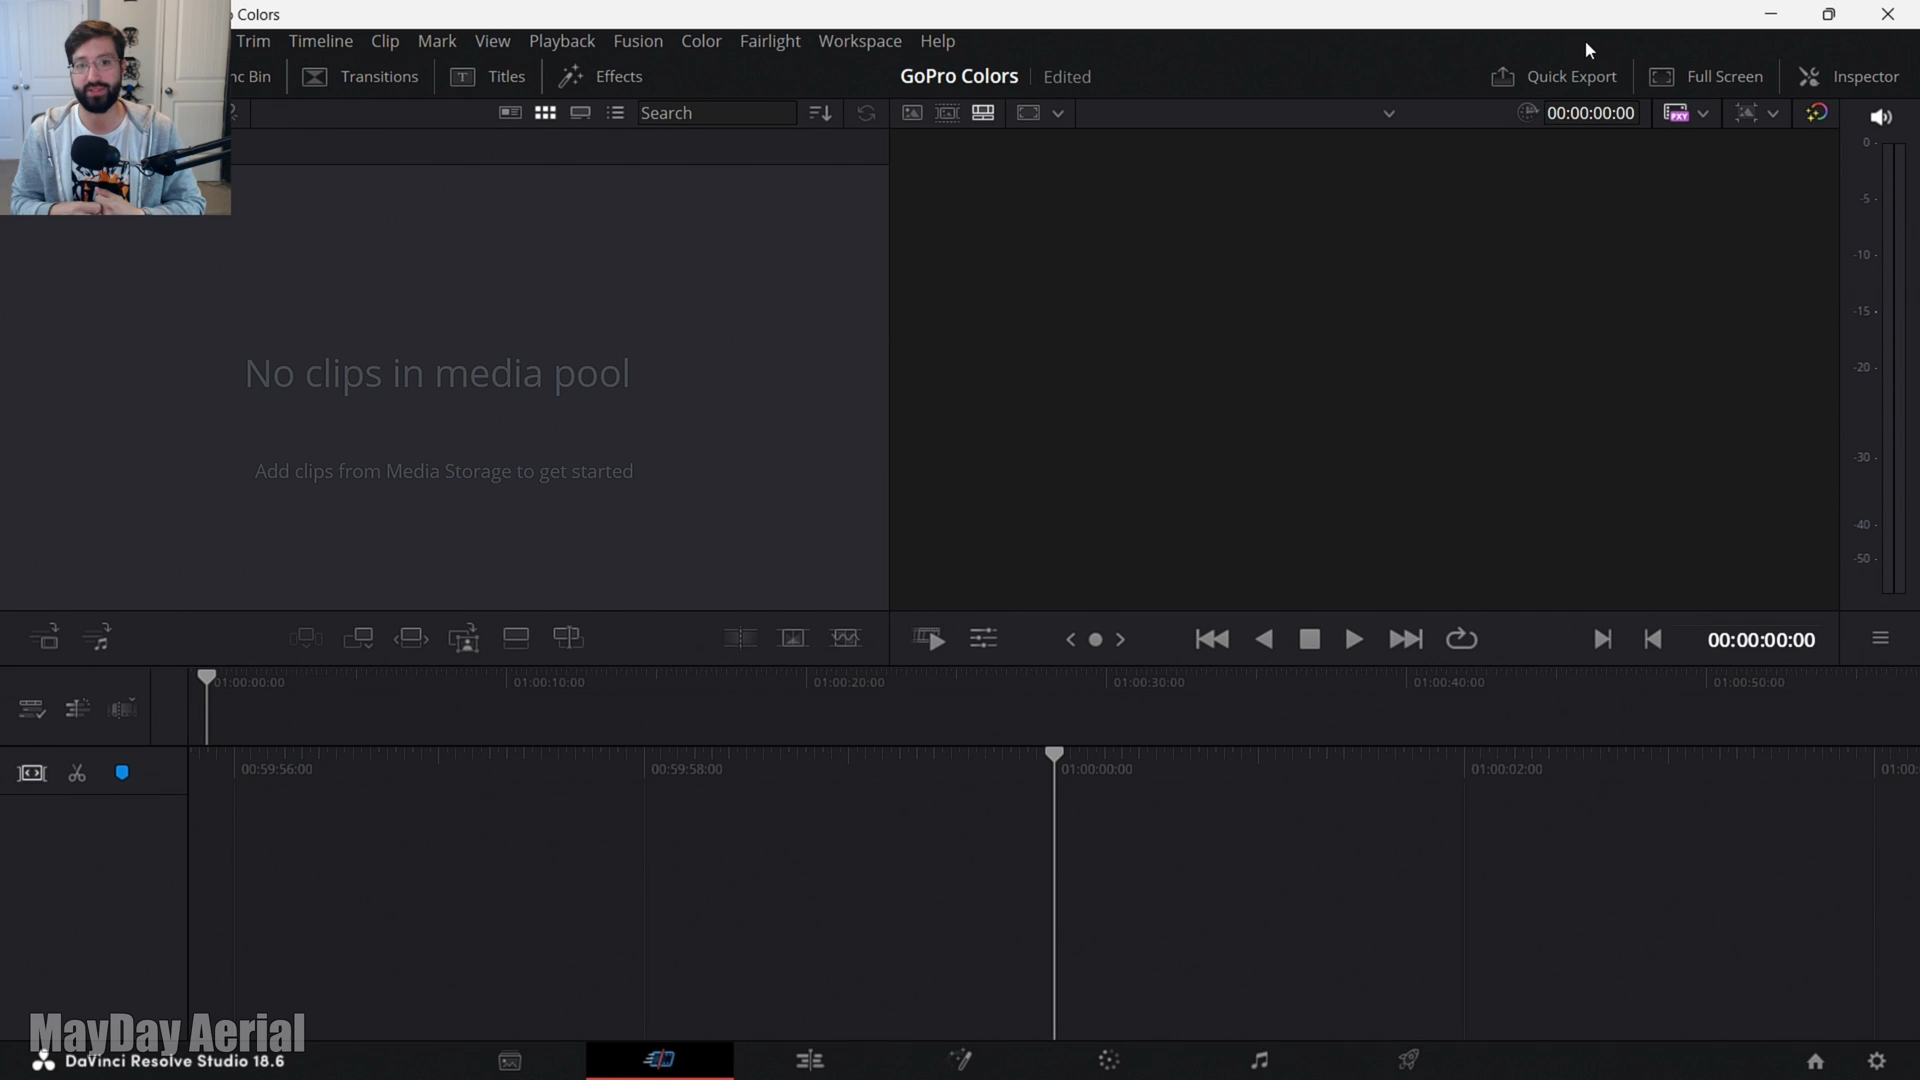 Colors
Trim Timeline Clip Mark View Playback Fusion Color Fairlight Workspace Help
nc Bin Transitions Titles Effects GoPro Colors Edited Quick Export Full Screen Inspector
Search 00:00:00:00 PXY
0
-5
-10
-15
-20
-30
-40
-50
No clips in media pool
Add clips from Media Storage to get started
00:00:00:00
01:00:00:00 01:00:10:00 01:00:20:00 01:00:30:00 01:00:40:00 01:00:50:00
00:59:56:00 00:59:58:00 01:00:00:00 01:00:02:00 01:00:
MayDay Aerial
DaVinci Resolve Studio 18.6